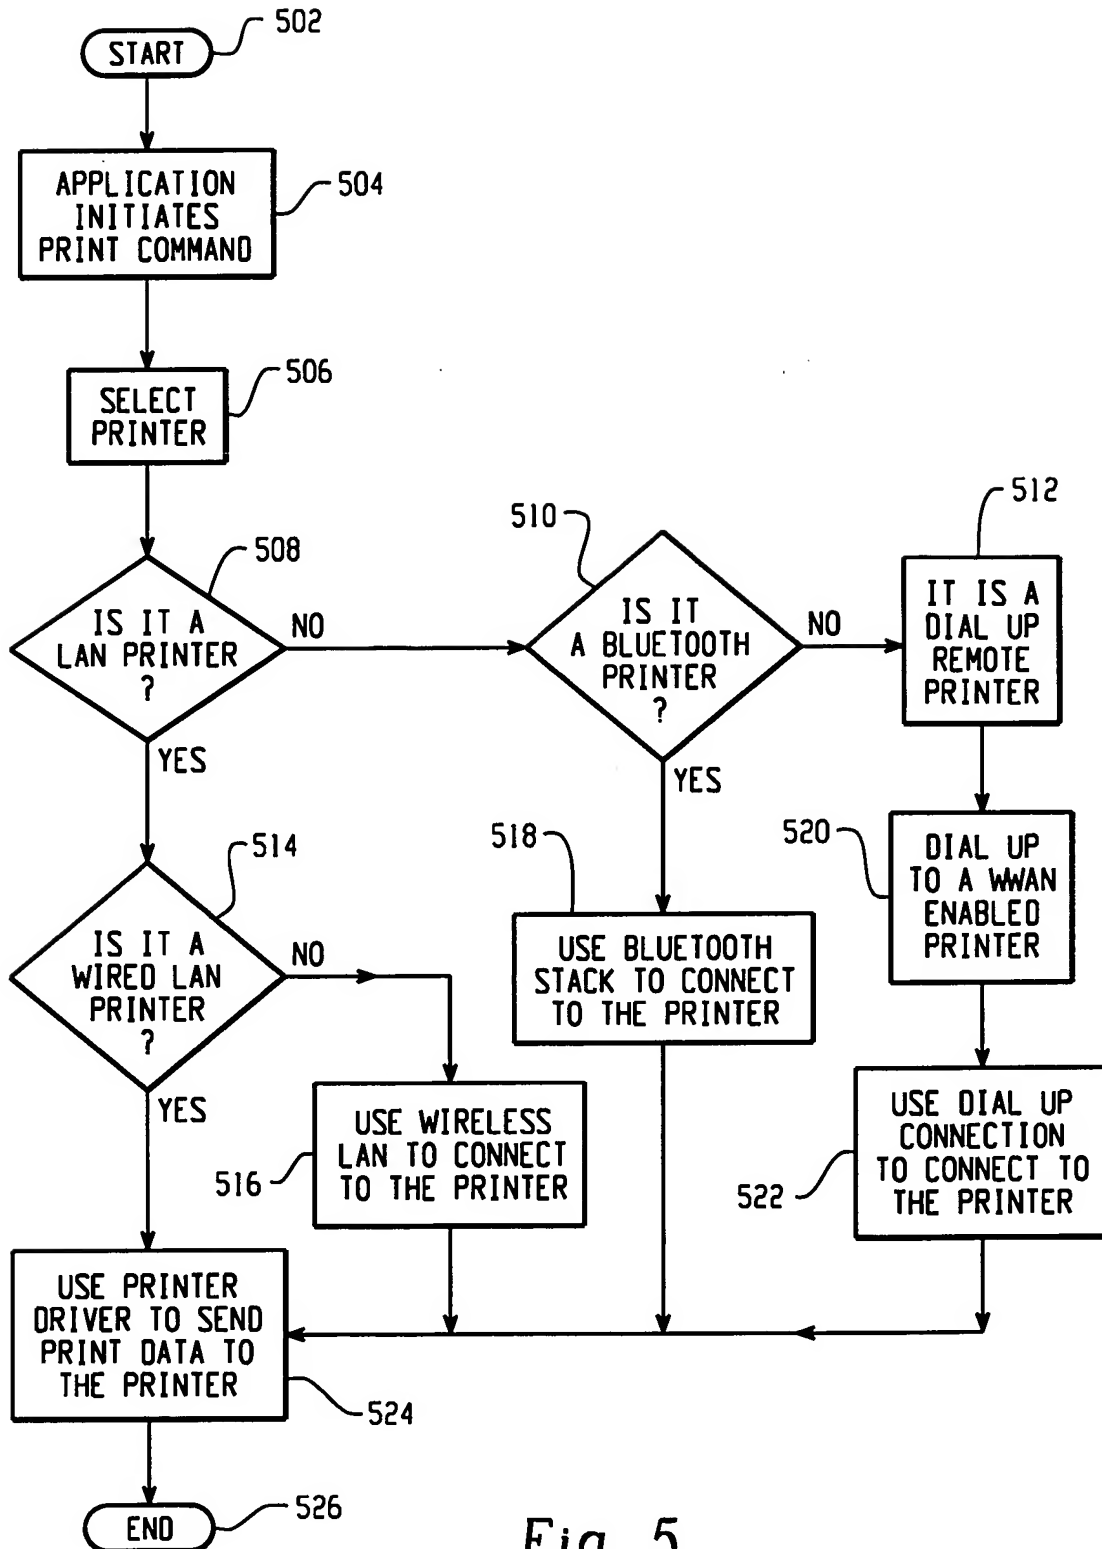 START
502
APPLICATION
INITIATES
PRINT COMMAND
504
SELECT
PRINTER
506
IS IT A
LAN PRINTER
?
508
NO
YES
IS IT
A BLUETOOTH
PRINTER
?
510
NO
YES
IT IS A
DIAL UP
REMOTE
PRINTER
512
IS IT A
WIRED LAN
PRINTER
?
514
NO
YES
USE BLUETOOTH
STACK TO CONNECT
TO THE PRINTER
518
DIAL UP
TO A WWAN
ENABLED
PRINTER
520
USE WIRELESS
LAN TO CONNECT
TO THE PRINTER
516
USE DIAL UP
CONNECTION
TO CONNECT TO
THE PRINTER
522
USE PRINTER
DRIVER TO SEND
PRINT DATA TO
THE PRINTER
524
END
526
Fig. 5